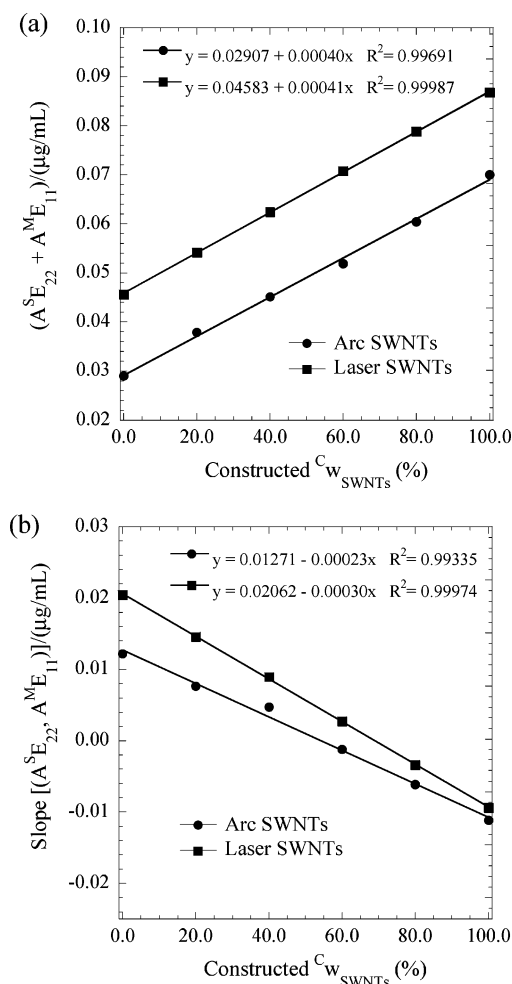 (a)
0.10
y = 0.02907 + 0.00040x R² = 0.99691
0.09
y = 0.04583 + 0.00041x R² = 0.99987
0.08
0.07
0.06
0.05
0.04
0.03
0.02
(A^S E_22 + A^M E_11)/(μg/mL)
Arc SWNTs
Laser SWNTs
0.0 20.0 40.0 60.0 80.0 100.0
Constructed ^C w_SWNTs (%)
(b)
0.03
y = 0.01271 - 0.00023x R² = 0.99335
y = 0.02062 - 0.00030x R² = 0.99974
0.02
0.01
0.00
-0.01
-0.02
Slope [(A^S E_22, A^M E_11)]/(μg/mL)
Arc SWNTs
Laser SWNTs
0.0 20.0 40.0 60.0 80.0 100.0
Constructed ^C w_SWNTs (%)